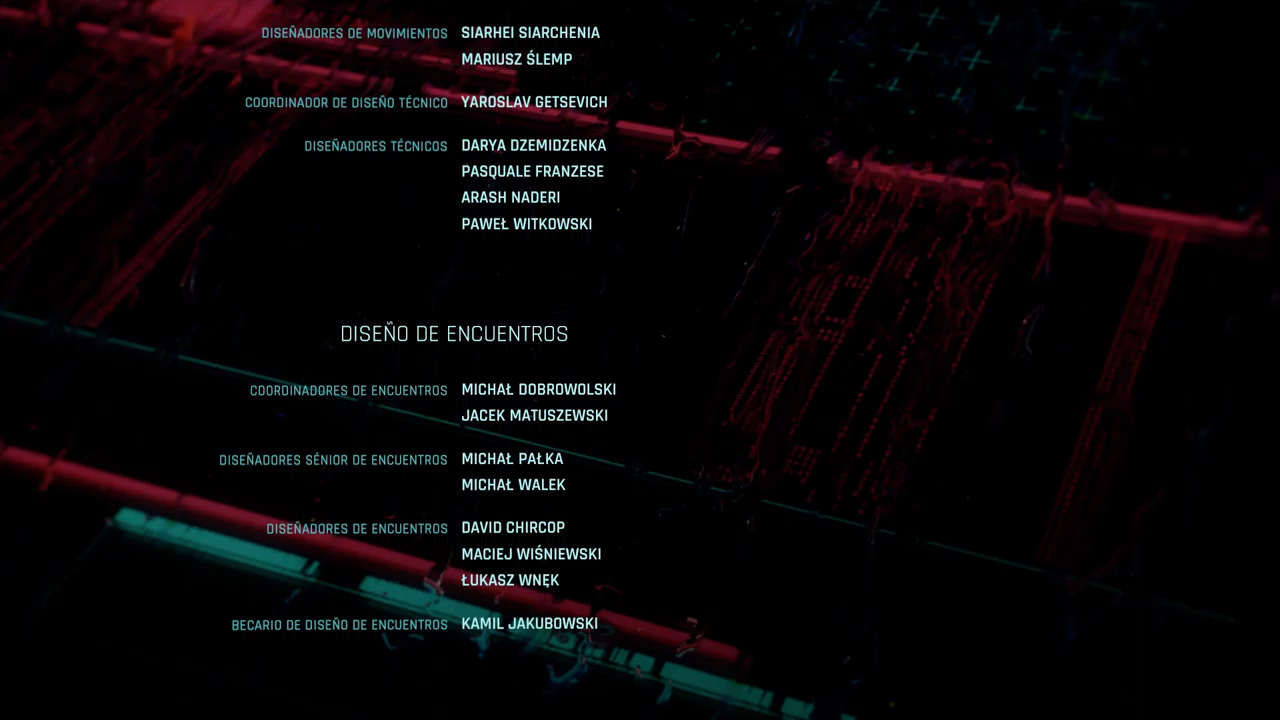 DISEÑADORES DE MOVIMIENTOS SIARHEI SIARCHENIA
MARIUSZ ŚLEMP
COORDINADOR DE DISEÑO TÉCNICO YAROSLAV GETSEVICH
DISEÑADORES TÉCNICOS DARYA DZEMIDZENKA
PASQUALE FRANZESE
ARASH NADERI
PAWEŁ WITKOWSKI
DISEÑO DE ENCUENTROS
COORDINADORES DE ENCUENTROS MICHAŁ DOBROWOLSKI
JACEK MATUSZEWSKI
DISEÑADORES SÉNIOR DE ENCUENTROS MICHAŁ PAŁKA
MICHAŁ WALEK
DISEÑADORES DE ENCUENTROS DAVID CHIRCOP
MACIEJ WIŚNIEWSKI
ŁUKASZ WNĘK
BECARIO DE DISEÑO DE ENCUENTROS KAMIL JAKUBOWSKI